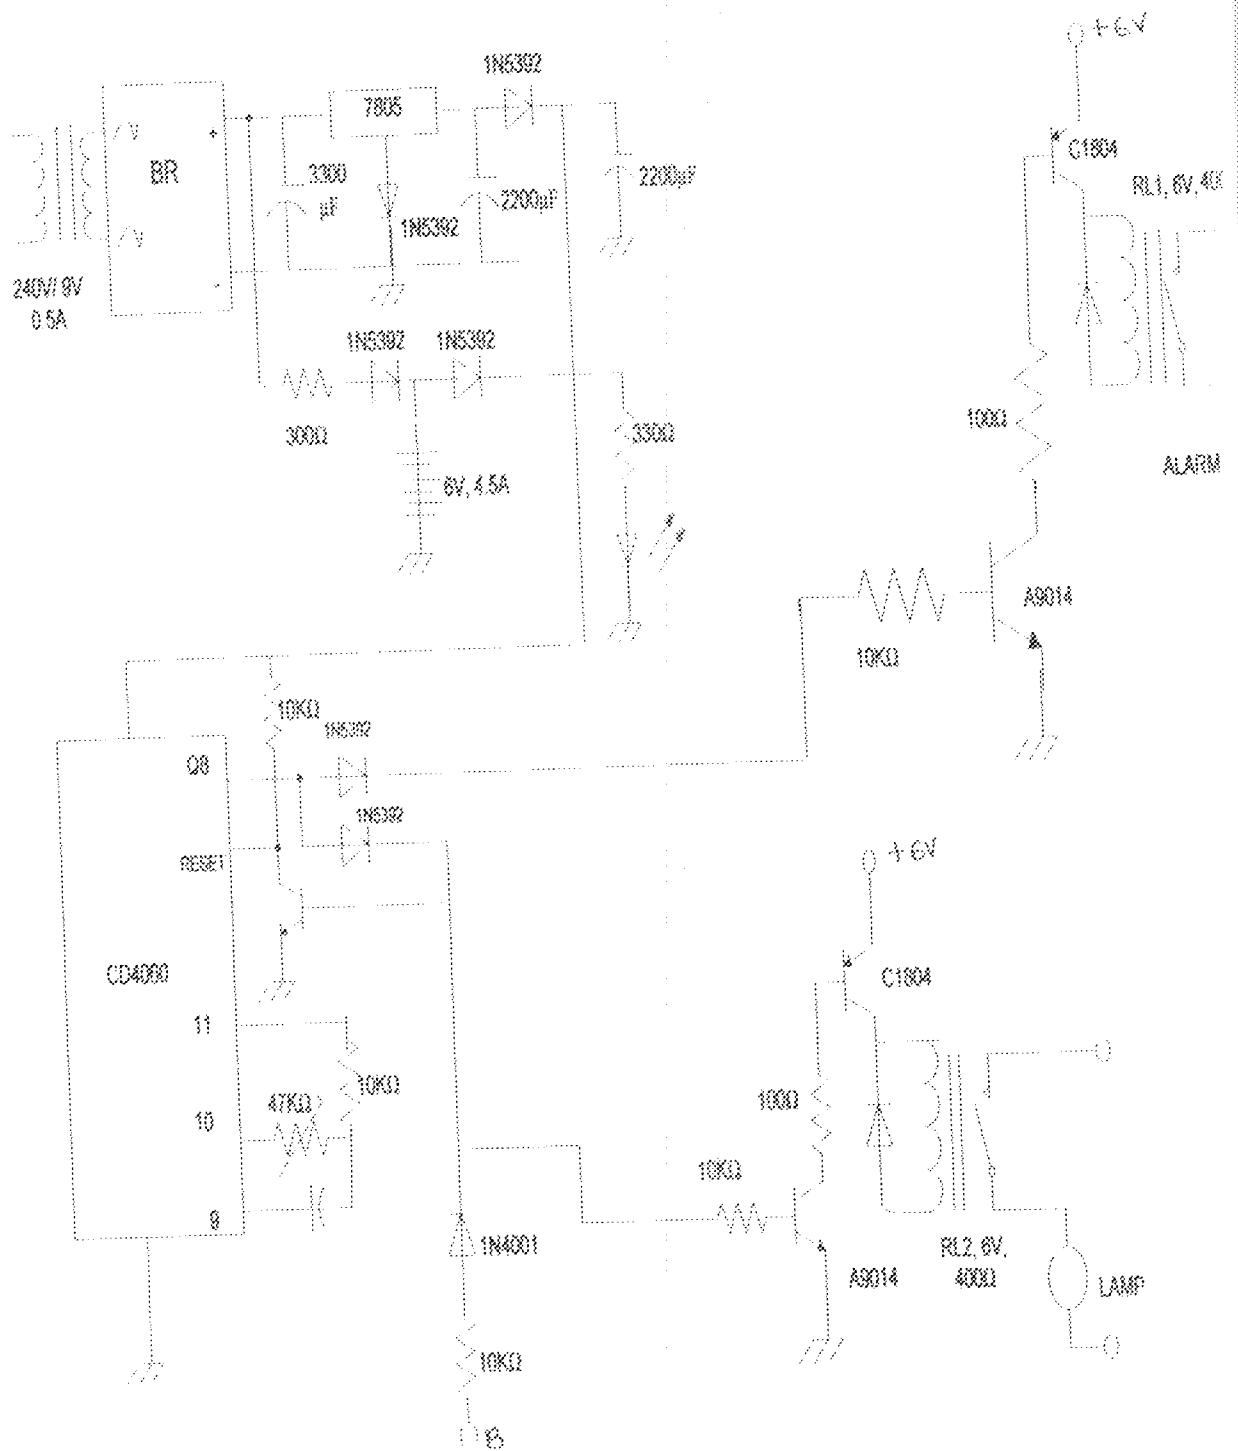 +6V
1N5392
7805
C1804
BR
3300
µF
2200µF
2200µF
RL1, 6V, 400
1N5392
240V/ 9V
0.5A
1N5392
1N5392
300Ω
330Ω
100Ω
6V, 4.5A
ALARM
A9014
10KΩ
10KΩ
1N5392
Q8
1N5392
RESET
+6V
CD4060
C1804
11
10KΩ
47KΩ
10
100Ω
10KΩ
9
1N4001
RL2, 6V,
400Ω
A9014
LAMP
10KΩ
B